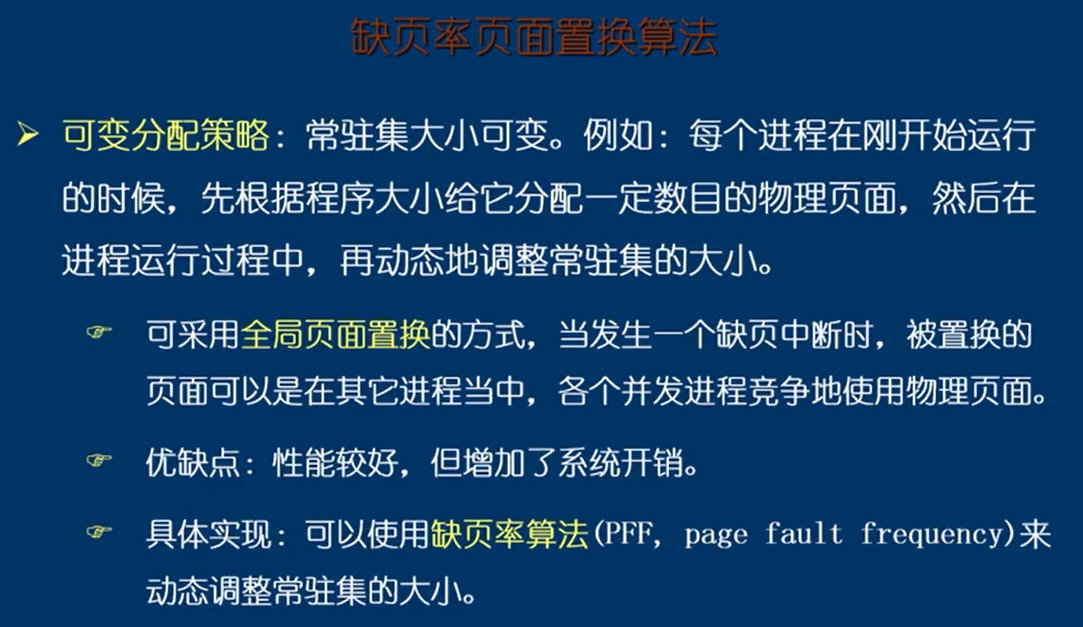 缺页率页面置换算法
可变分配策略：常驻集大小可变。例如：每个进程在刚开始运行
的时候，先根据程序大小给它分配一定数目的物理页面，然后在
进程运行过程中，再动态地调整常驻集的大小。
可采用全局页面置换的方式，当发生一个缺页中断时，被置换的
页面可以是在其它进程当中，各个并发进程竞争地使用物理页面。
优缺点：性能较好，但增加了系统开销。
具体实现：可以使用缺页率算法(PFF, page fault frequency)来
动态调整常驻集的大小。